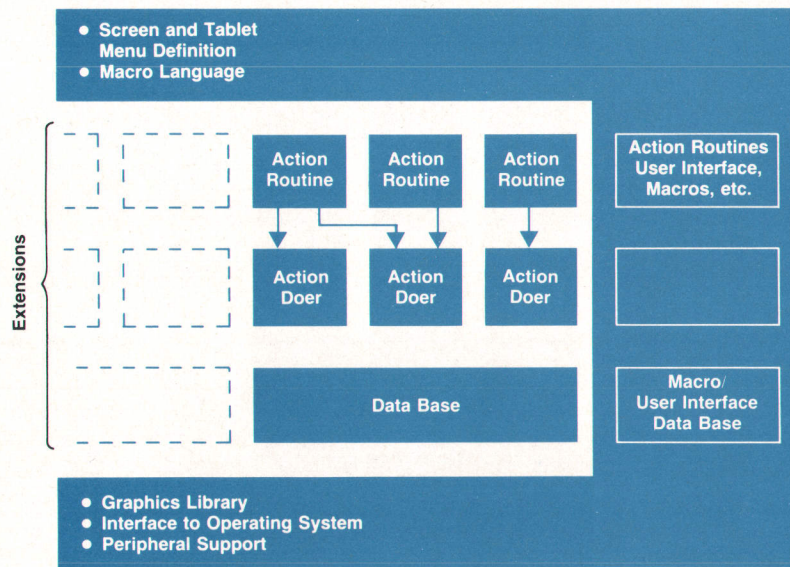 ● Screen and Tablet
Menu Definition
● Macro Language
Extensions
Action
Routine
Action
Routine
Action
Routine
Action Routines
User Interface,
Macros, etc.
Action
Doer
Action
Doer
Action
Doer
Data Base
Macro/
User Interface
Data Base
● Graphics Library
● Interface to Operating System
● Peripheral Support